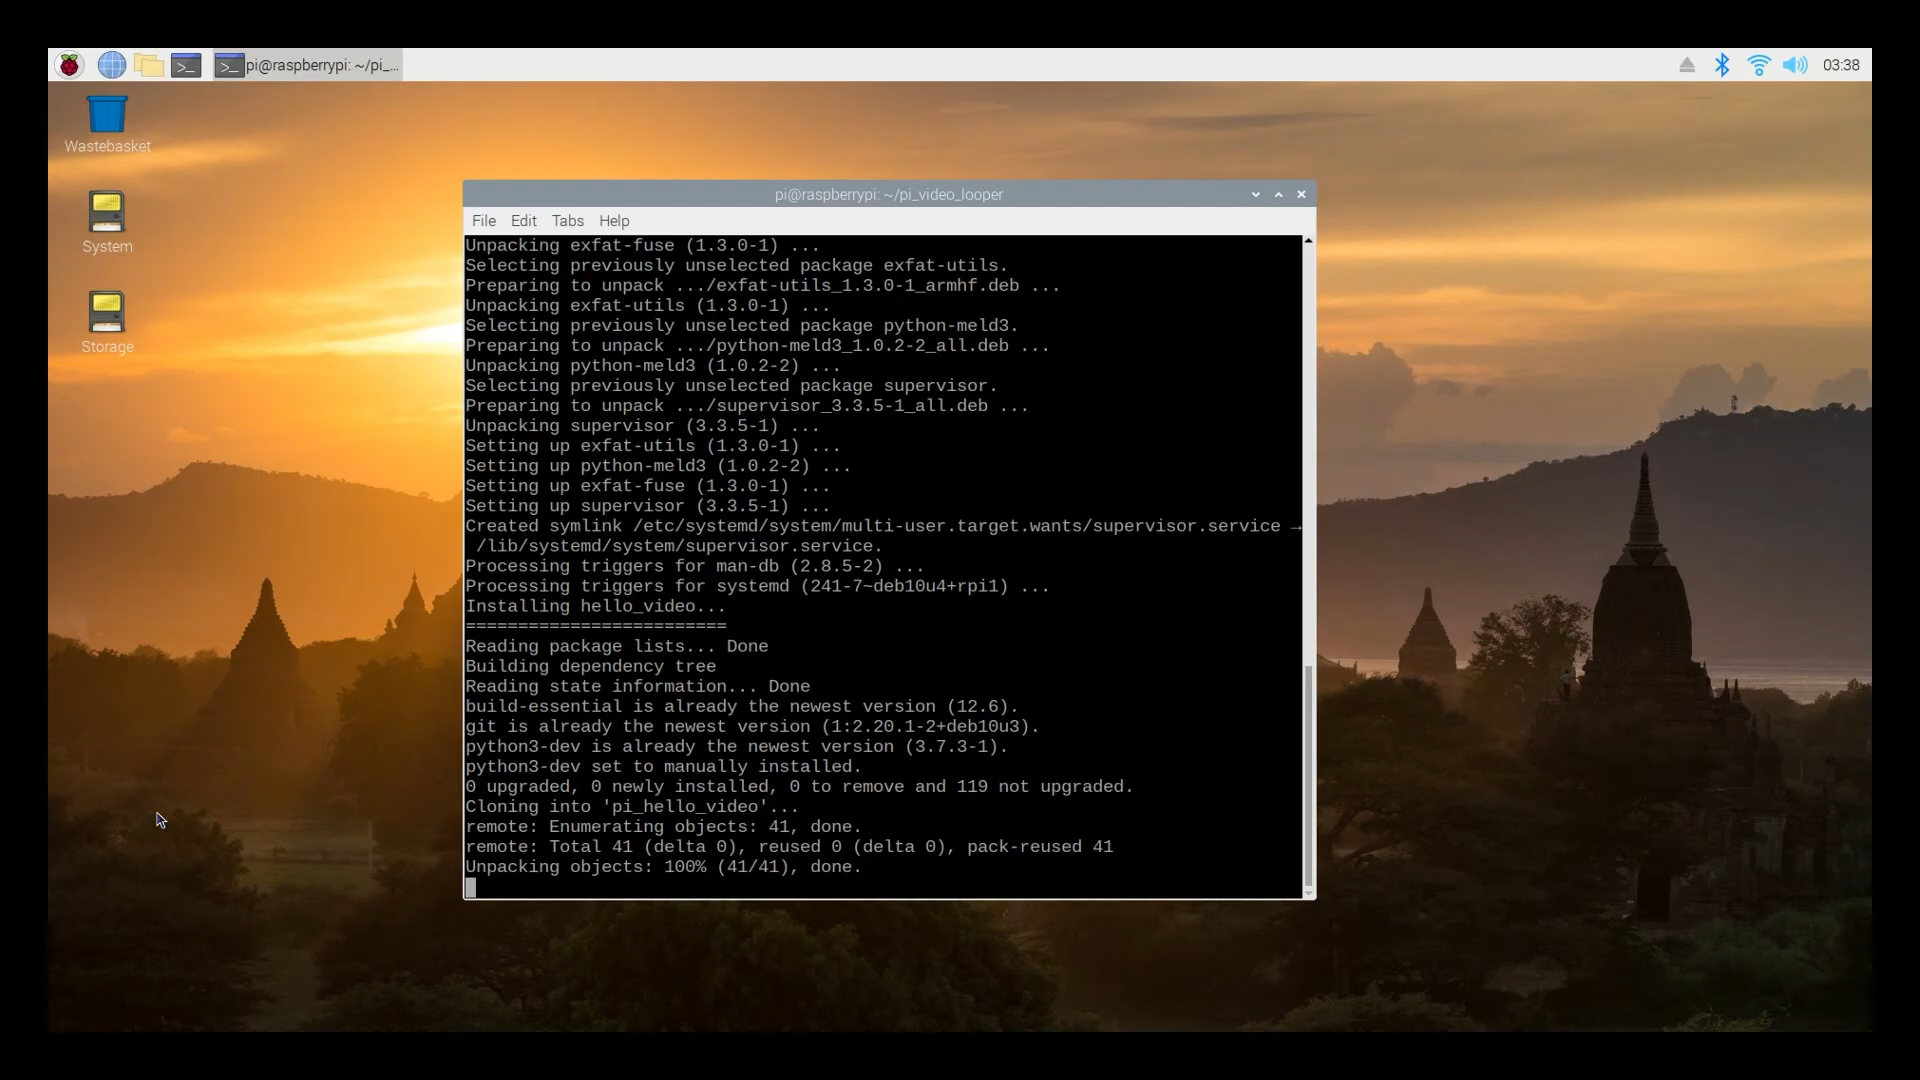 pi@raspberrypi: ~/pi_...
03:38
Wastebasket
System
Storage
pi@raspberrypi: ~/pi_video_looper
File Edit Tabs Help
Unpacking exfat-fuse (1.3.0-1) ...
Selecting previously unselected package exfat-utils.
Preparing to unpack .../exfat-utils_1.3.0-1_armhf.deb ...
Unpacking exfat-utils (1.3.0-1) ...
Selecting previously unselected package python-meld3.
Preparing to unpack .../python-meld3_1.0.2-2_all.deb ...
Unpacking python-meld3 (1.0.2-2) ...
Selecting previously unselected package supervisor.
Preparing to unpack .../supervisor_3.3.5-1_all.deb ...
Unpacking supervisor (3.3.5-1) ...
Setting up exfat-utils (1.3.0-1) ...
Setting up python-meld3 (1.0.2-2) ...
Setting up exfat-fuse (1.3.0-1) ...
Setting up supervisor (3.3.5-1) ...
Created symlink /etc/systemd/system/multi-user.target.wants/supervisor.service →
/lib/systemd/system/supervisor.service.
Processing triggers for man-db (2.8.5-2) ...
Processing triggers for systemd (241-7~deb10u4+rpi1) ...
Installing hello_video...
=========================
Reading package lists... Done
Building dependency tree
Reading state information... Done
build-essential is already the newest version (12.6).
git is already the newest version (1:2.20.1-2+deb10u3).
python3-dev is already the newest version (3.7.3-1).
python3-dev set to manually installed.
0 upgraded, 0 newly installed, 0 to remove and 119 not upgraded.
Cloning into 'pi_hello_video'...
remote: Enumerating objects: 41, done.
remote: Total 41 (delta 0), reused 0 (delta 0), pack-reused 41
Unpacking objects: 100% (41/41), done.